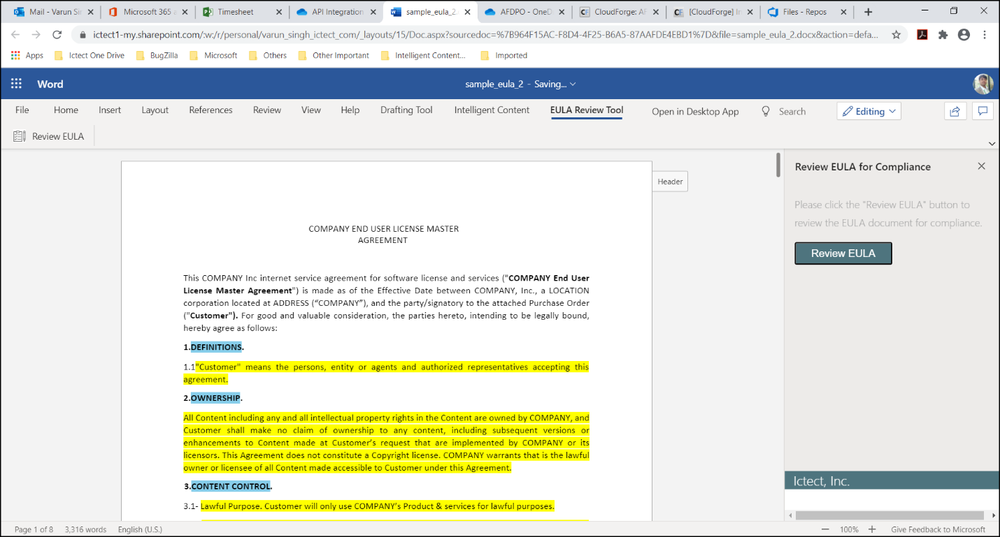 Mail - Varun Sir
Microsoft 365
Timesheet
API Integration
sample_eula_2
AFDPO - OneD
CloudForge: AF
[CloudForge] In
Files - Repos
ictect1-my.sharepoint.com/:w:/r/personal/varun_singh_ictect_com/_layouts/15/Doc.aspx?sourcedoc=%7B964F15AC-F8D4-4F25-B6A5-87AAFDE4EBD1%7D&file=sample_eula_2.docx&action=defa...
Apps
Ictect One Drive
BugZilla
Microsoft
Others
Other Important
Intelligent Content...
Imported
Word
sample_eula_2 - Saving...
File
Home
Insert
Layout
References
Review
View
Help
Drafting Tool
Intelligent Content
EULA Review Tool
Open in Desktop App
Search
Editing
Review EULA
Header
COMPANY END USER LICENSE MASTER
AGREEMENT
This COMPANY Inc internet service agreement for software license and services ("COMPANY End User
License Master Agreement") is made as of the Effective Date between COMPANY, Inc., a LOCATION
corporation located at ADDRESS (“COMPANY”), and the party/signatory to the attached Purchase Order
("Customer"). For good and valuable consideration, the parties hereto, intending to be legally bound,
hereby agree as follows:
1.DEFINITIONS.
1.1"Customer" means the persons, entity or agents and authorized representatives accepting this
agreement.
2.OWNERSHIP.
All Content including any and all intellectual property rights in the Content are owned by COMPANY, and
Customer shall make no claim of ownership to any content, including subsequent versions or
enhancements to Content made at Customer’s request that are implemented by COMPANY or its
licensors. This Agreement does not constitute a Copyright license. COMPANY warrants that is the lawful
owner or licensee of all Content made accessible to Customer under this Agreement.
3.CONTENT CONTROL.
3.1- Lawful Purpose. Customer will only use COMPANY’s Product & services for lawful purposes.
Review EULA for Compliance
Please click the "Review EULA" button to
review the EULA document for compliance.
Review EULA
Ictect, Inc.
Page 1 of 8
3,316 words
English (U.S.)
100%
Give Feedback to Microsoft